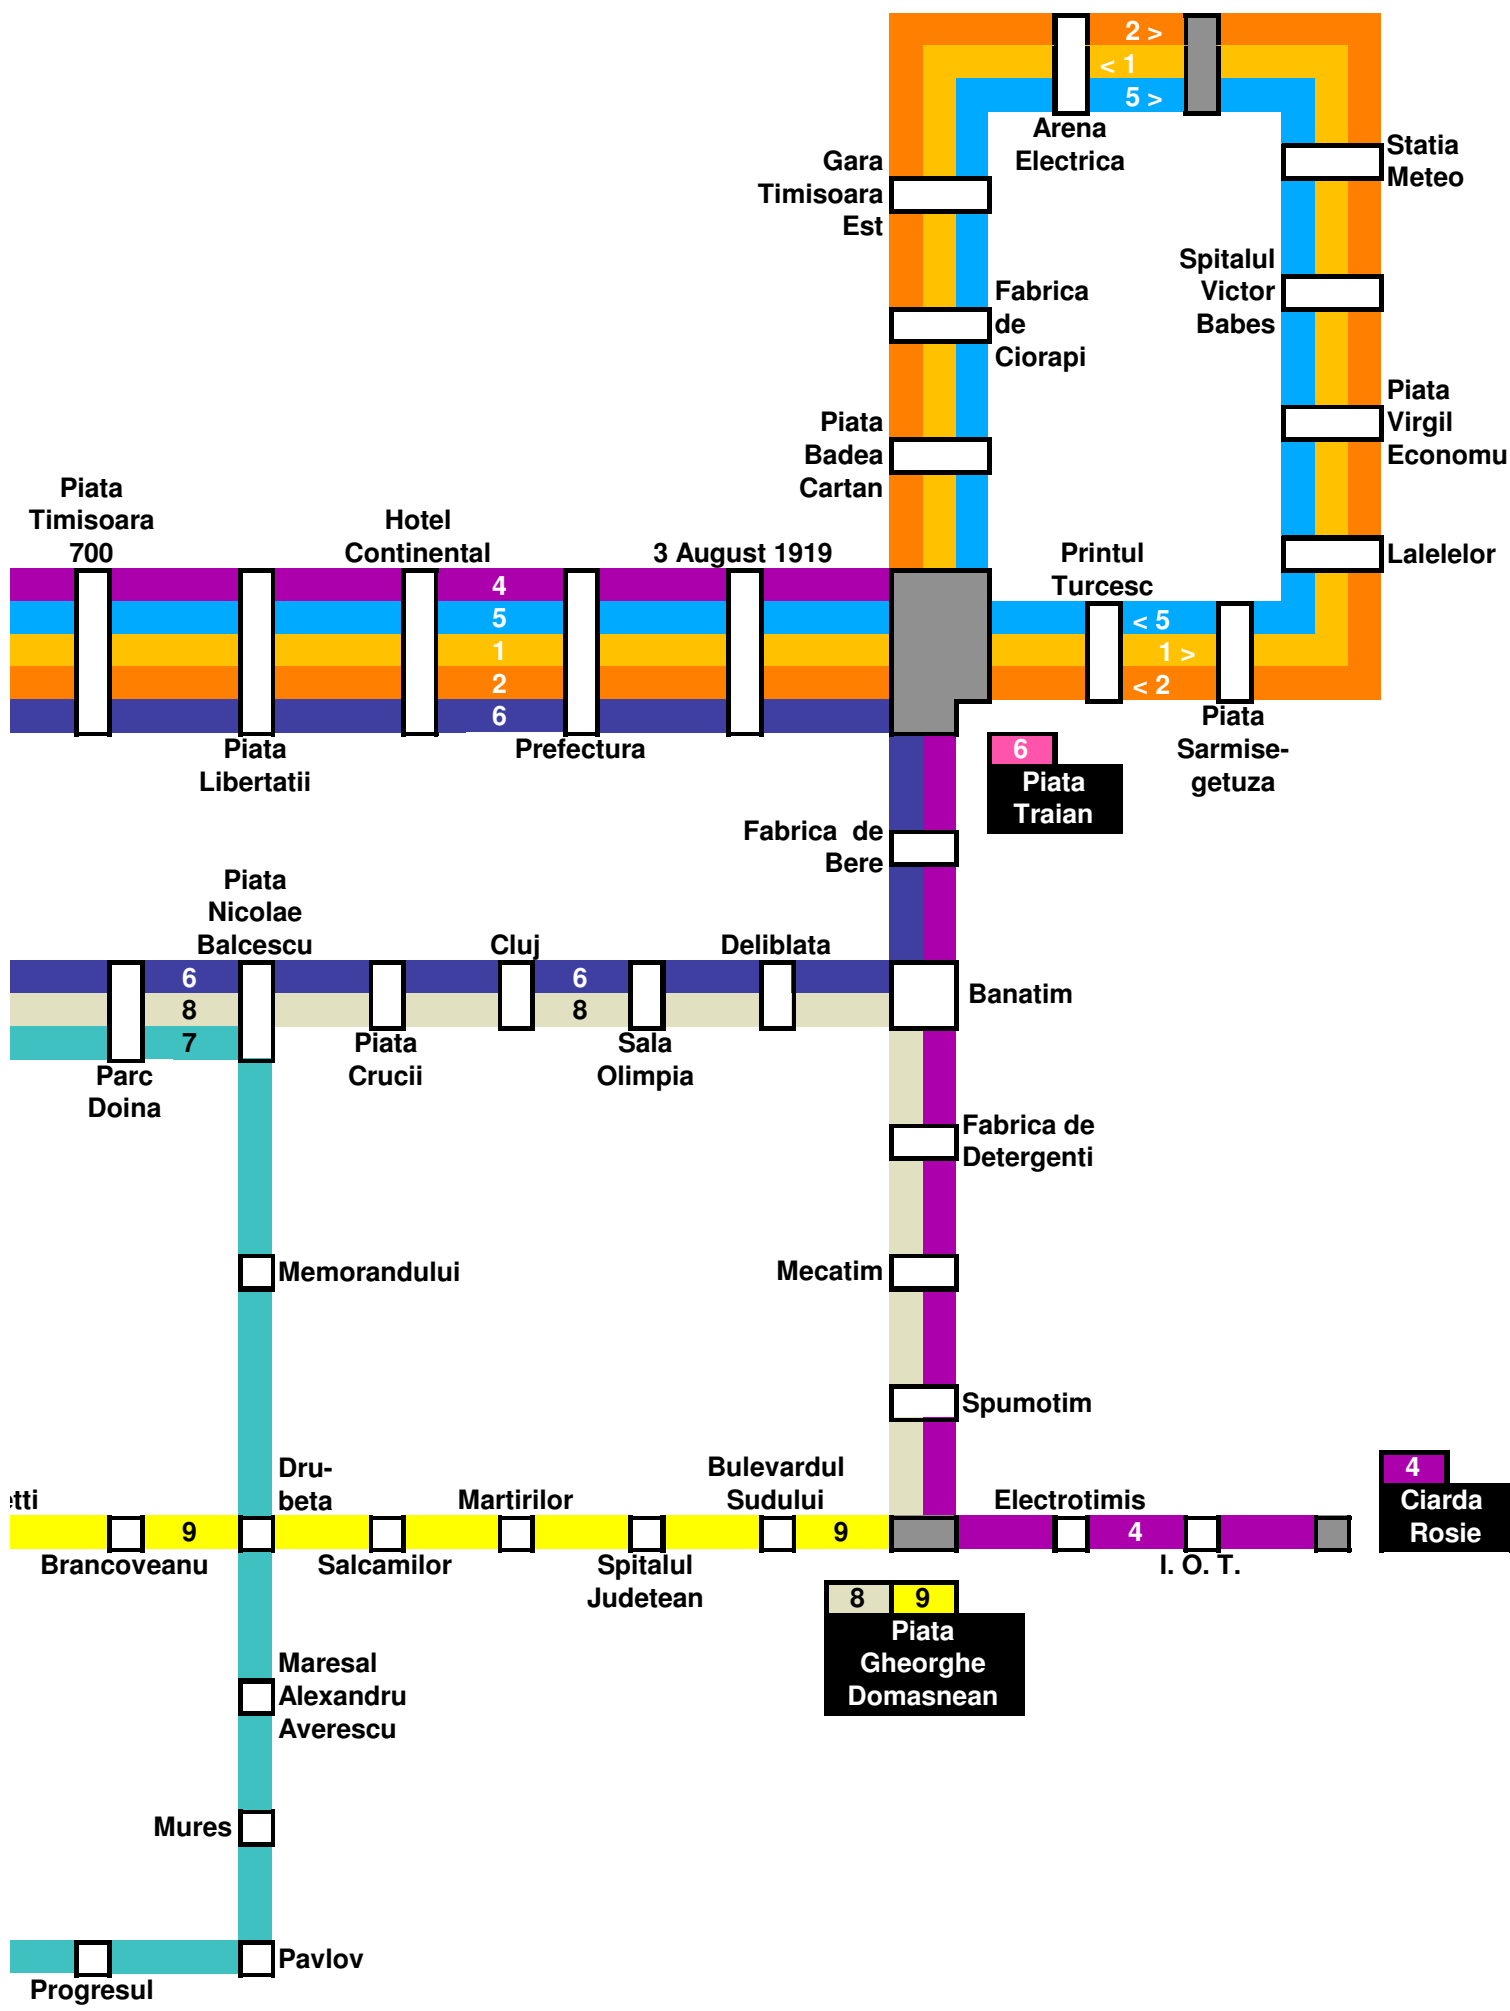 2 >
< 1
5 >
Arena
Electrica
Statia
Meteo
Gara
Timisoara
Est
Spitalul
Victor
Babes
Fabrica
de
Ciorapi
Piata
Virgil
Economu
Piata
Badea
Cartan
Piata
Timisoara
700
Hotel
Continental
3 August 1919
Printul
Turcesc
Lalelelor
4
5
1
2
6
< 5
1 >
< 2
Piata
Libertatii
Prefectura
Piata
Sarmise-
getuza
6
Piata
Traian
Fabrica de
Bere
Piata
Nicolae
Balcescu
Cluj
Deliblata
6
8
7
6
8
Banatim
Parc
Doina
Piata
Crucii
Sala
Olimpia
Fabrica de
Detergenti
Memorandului
Mecatim
Spumotim
Dru-
beta
Bulevardul
Sudului
etti
Martirilor
Electrotimis
4
Ciarda
Rosie
9
9
4
Brancoveanu
Salcamilor
Spitalul
Judetean
I. O. T.
8 9
Piata
Gheorghe
Domasnean
Maresal
Alexandru
Averescu
Mures
Pavlov
Progresul